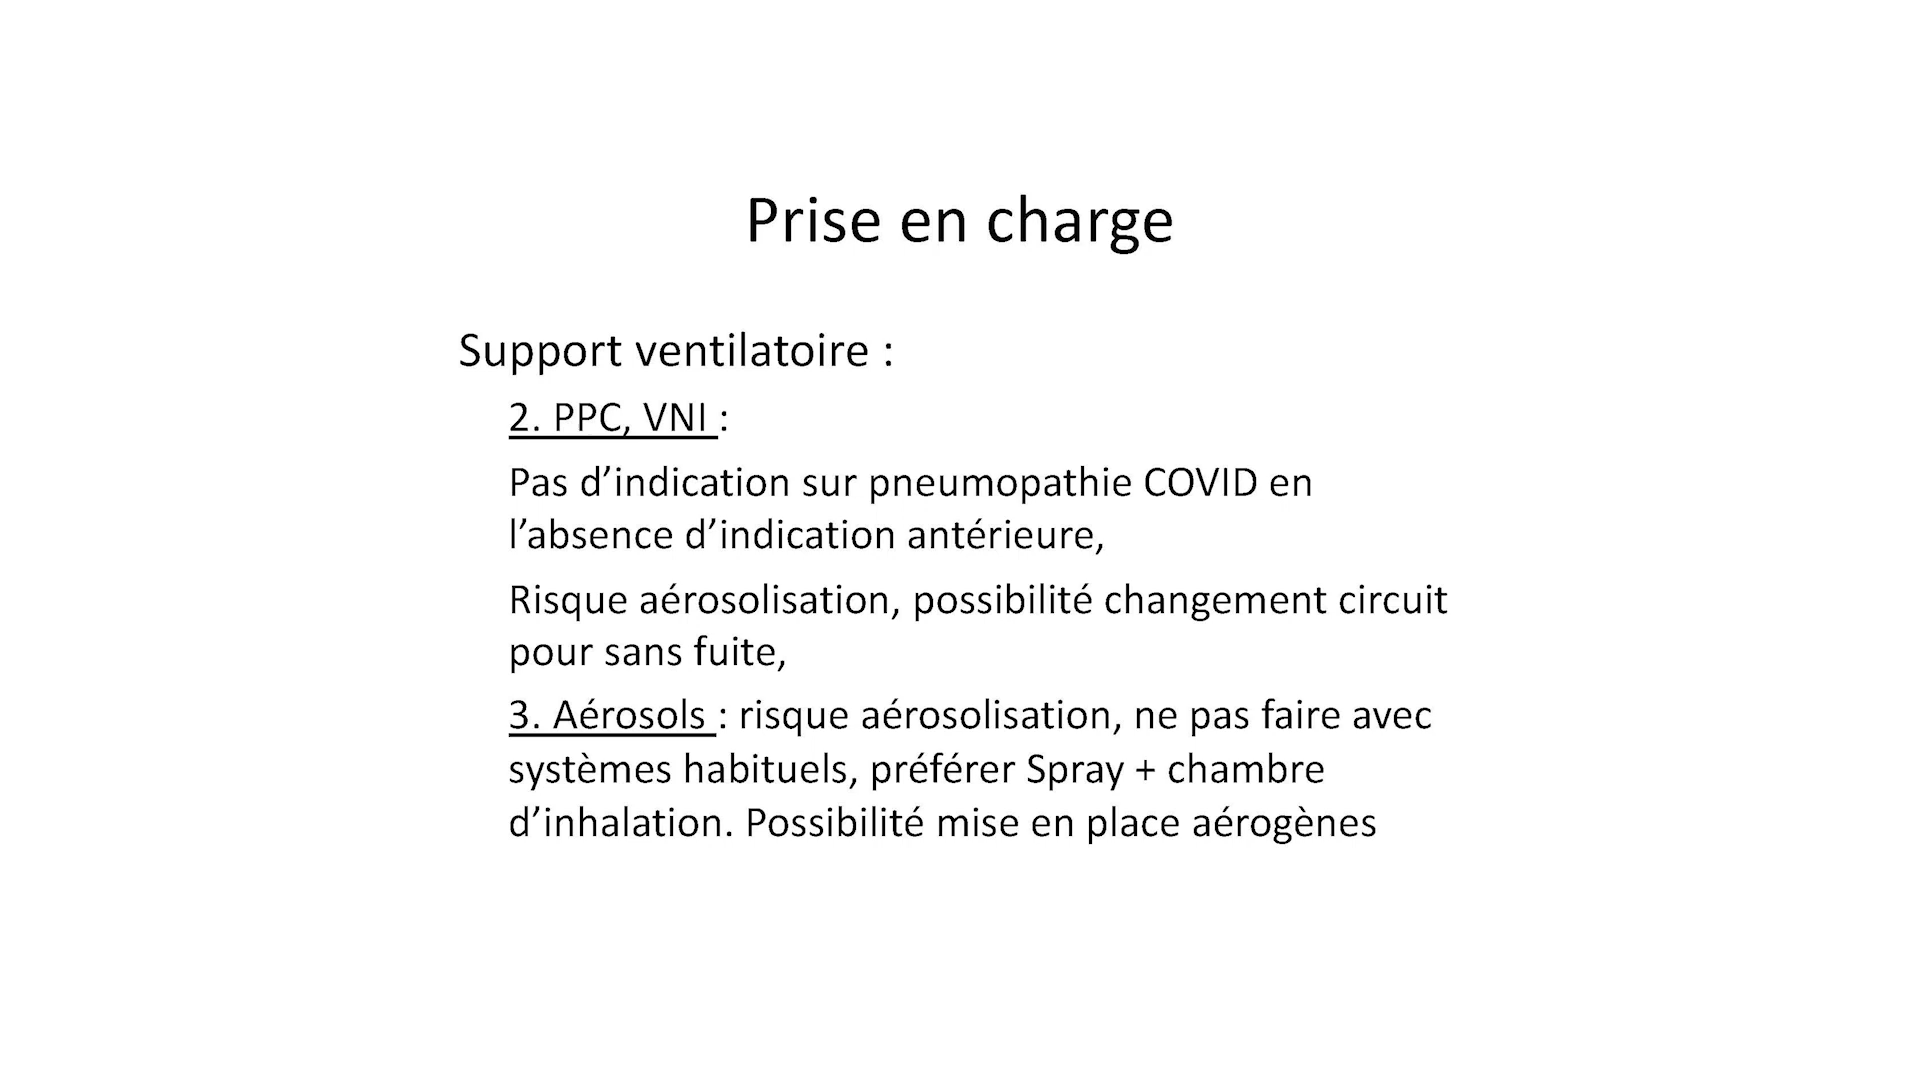 Prise en charge
Support ventilatoire :
2. PPC, VNI :
Pas d’indication sur pneumopathie COVID en
l’absence d’indication antérieure,
Risque aérosolisation, possibilité changement circuit
pour sans fuite,
3. Aérosols : risque aérosolisation, ne pas faire avec
systèmes habituels, préférer Spray + chambre
d’inhalation. Possibilité mise en place aérogènes